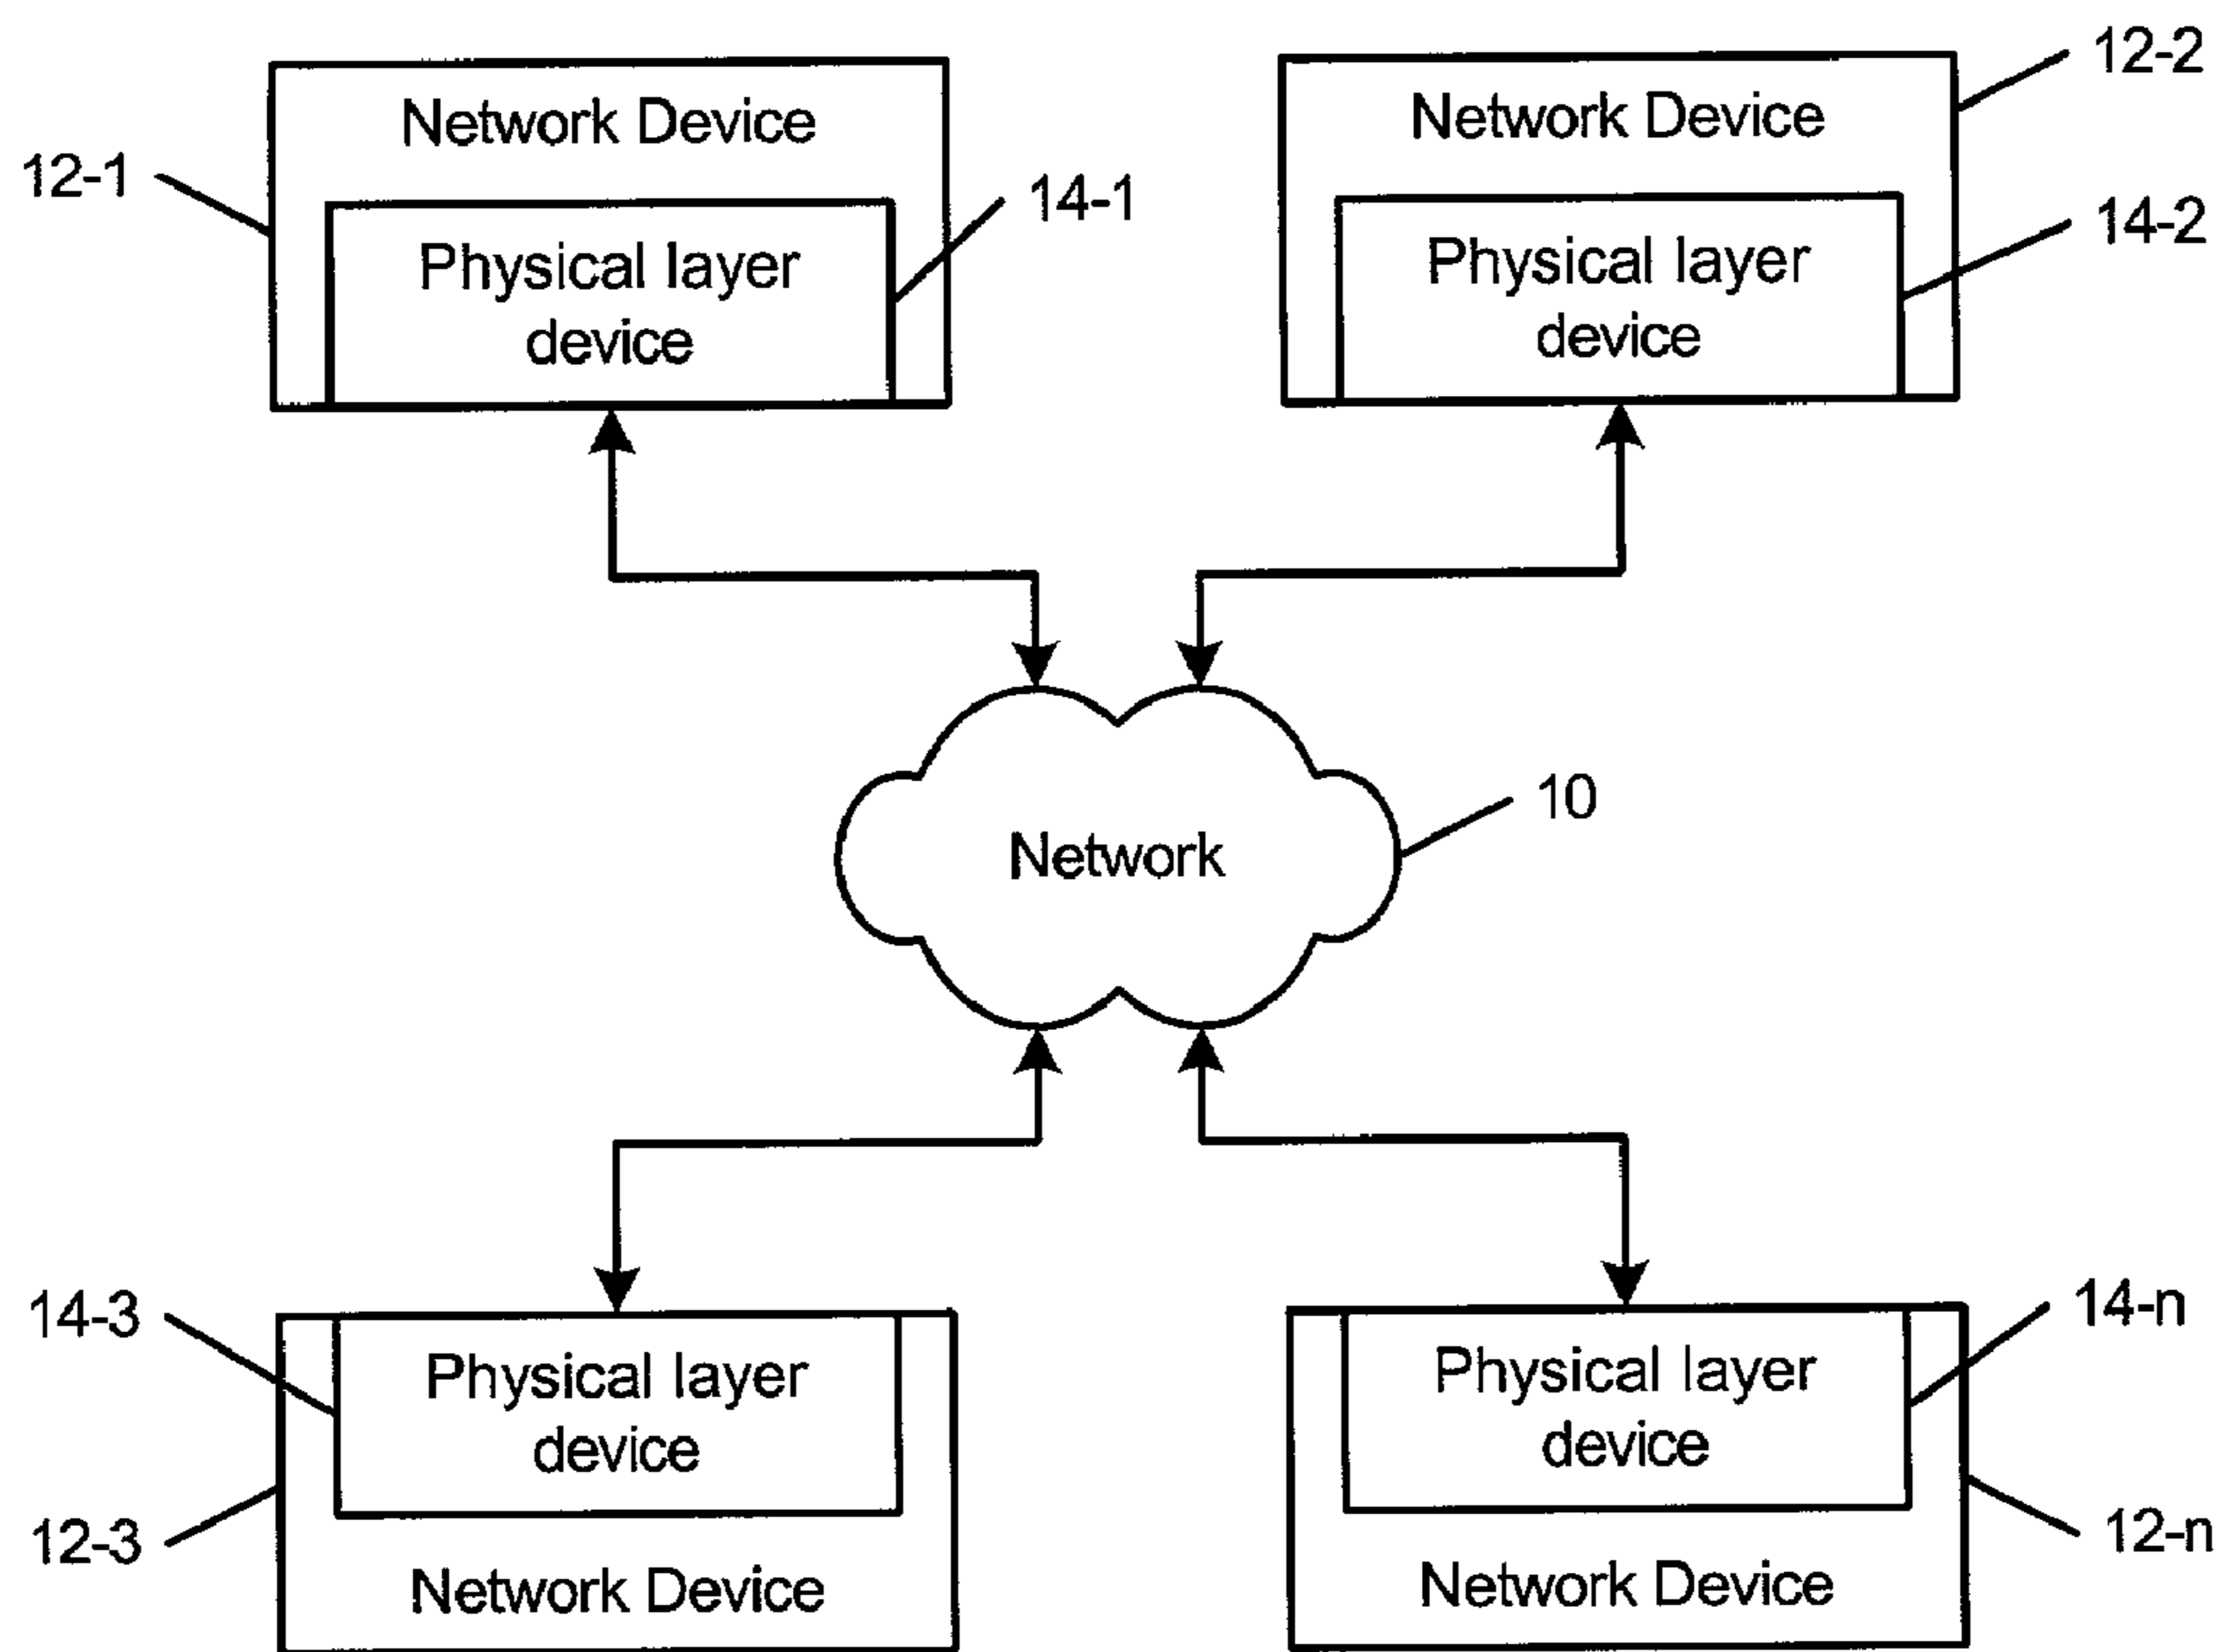 12-2
Network Device
Network Device
12-1
14-1
14-2
Physical layer
device
Physical layer
device
10
Network
14-3
14-n
Physical layer
device
Physical layer
device
12-3
12-n
Network Device
Network Device